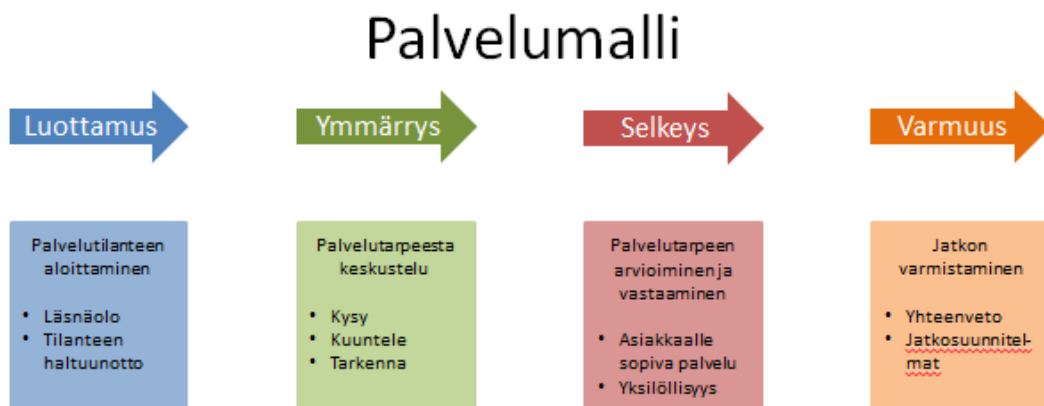 Palvelumalli
Luottamus
Ymmärrys
Selkeys
Varmuus
Palvelutilanteen
aloittaminen
• Läsnäolo
• Tilanteen
haltuunotto
Palvelutarpeesta
keskustelu
• Kysy
• Kuuntele
• Tarkenna
Palvelutarpeen
arvioiminen ja
vastaaminen
• Asiakkaalle
sopiva palvelu
• Yksilöllisyys
Jatkon
varmistaminen
• Yhteenveto
• Jatkosuunnitel-
mat